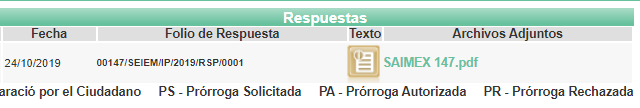 Respuestas
Fecha Folio de Respuesta Texto Archivos Adjuntos
24/10/2019 00147/SEIEM/IP/2019/RSP/0001 SAIMEX 147.pdf
aració por el Ciudadano PS - Prórroga Solicitada PA - Prórroga Autorizada PR - Prórroga Rechazada